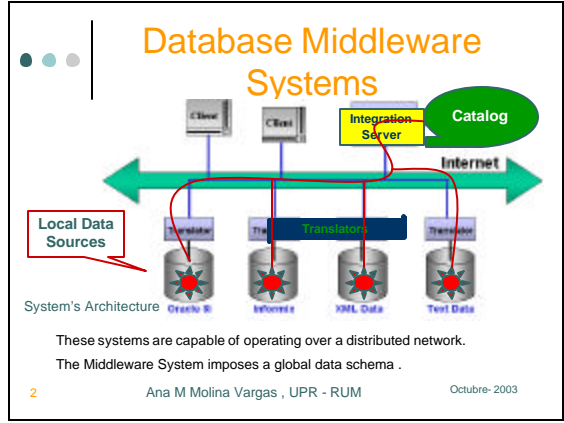 Database Middleware
Systems
Client
Client
Integration
Server
Catalog
Internet
Local Data
Sources
Translator
Translators
Translator
System's Architecture
Oracle 8i
Informix
XML Data
Text Data
These systems are capable of operating over a distributed network.
The Middleware System imposes a global data schema .
2
Ana M Molina Vargas , UPR - RUM
Octubre- 2003